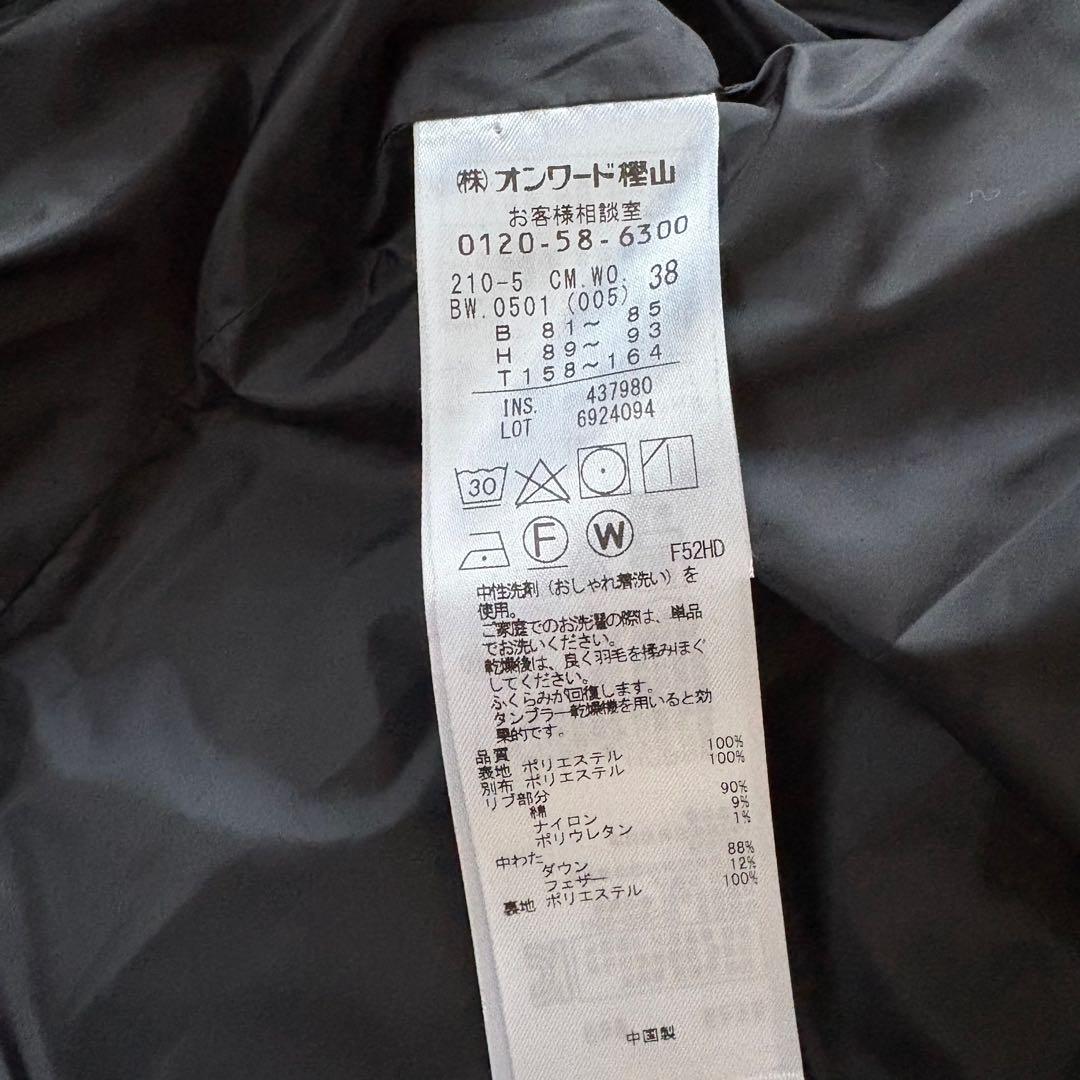 (株)オンワード樫山
お客様相談室
0120-58-6300
210-5 CM.WO. 38
BW.0501 (005)
B 81〜 85
H 89〜 93
T158〜164
INS. 437980
LOT 6924094
30
F W
F52HD
中性洗剤（おしゃれ着洗い）を
使用。
ご家庭でのお洗濯の際は、単品
でお洗いください。
乾燥後は、良く羽毛を揉みほぐ
してください。
ふくらみが回復します。
タンブラー乾燥機を用いると効
果的です。
品質
表地 ポリエステル 100%
別布 ポリエステル 100%
リブ部分
綿 90%
ナイロン 9%
ポリウレタン 1%
中わた
ダウン 88%
フェザー 12%
裏地 ポリエステル 100%
中国製